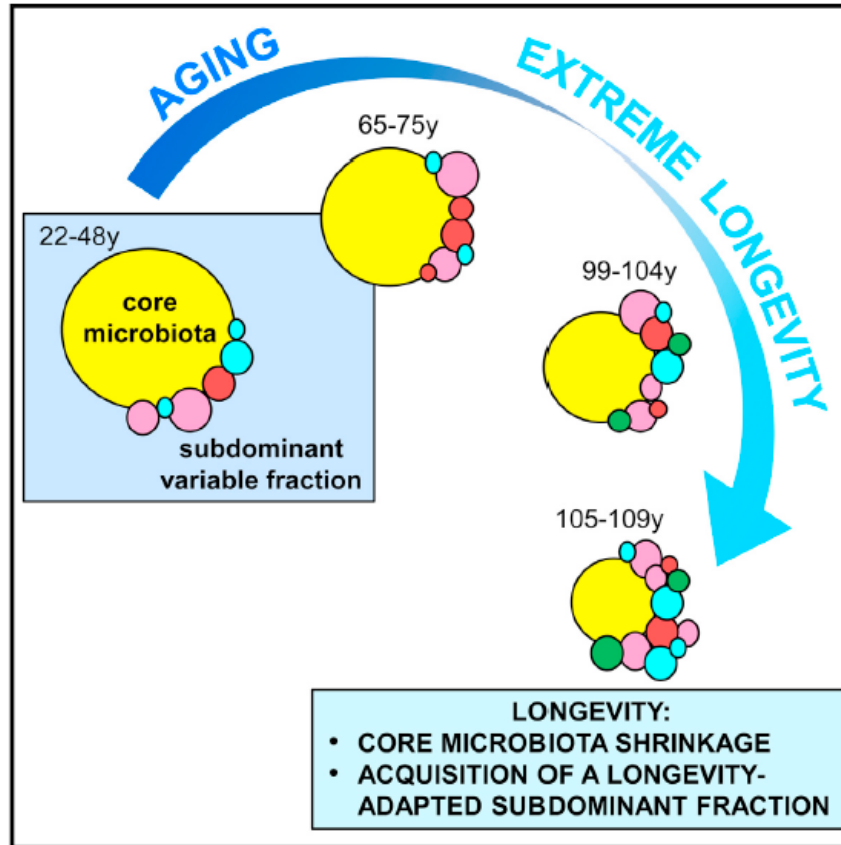 AGING
EXTREME LONGEVITY
65-75y
22-48y
core
microbiota
subdominant
variable fraction
99-104y
105-109y
LONGEVITY:
• CORE MICROBIOTA SHRINKAGE
• ACQUISITION OF A LONGEVITY-
ADAPTED SUBDOMINANT FRACTION